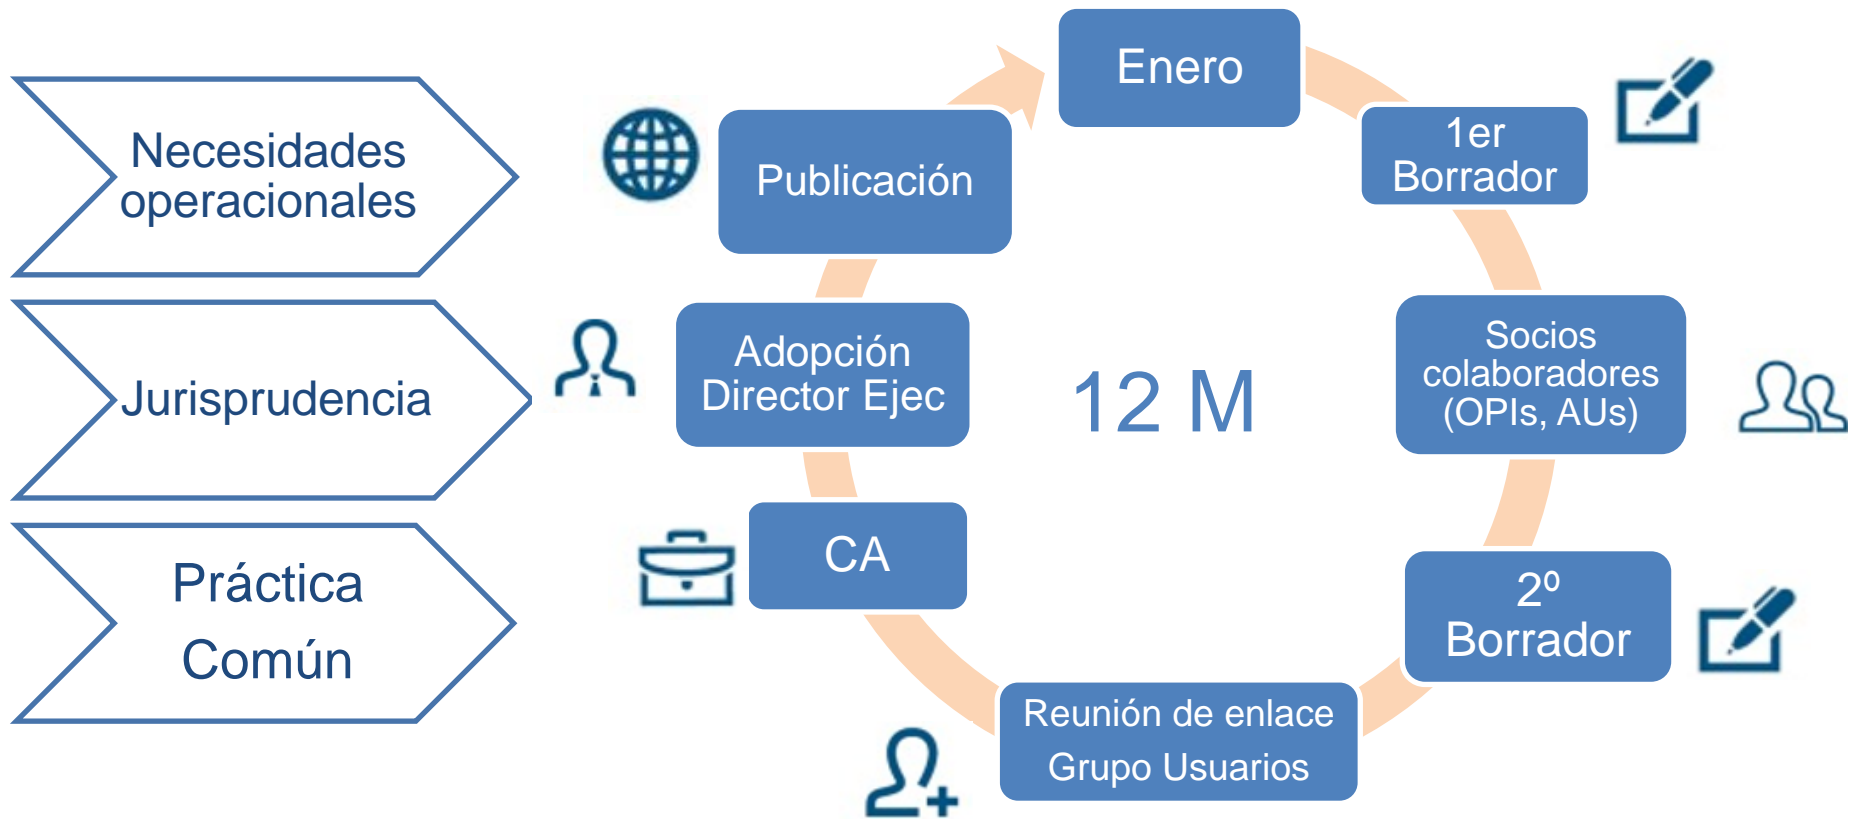 Necesidades
operacionales
Jurisprudencia
Práctica
Común
Enero
1er
Borrador
Socios
colaboradores
(OPIs, AUs)
2º
Borrador
Reunión de enlace
Grupo Usuarios
CA
Adopción
Director Ejec
Publicación
12 M